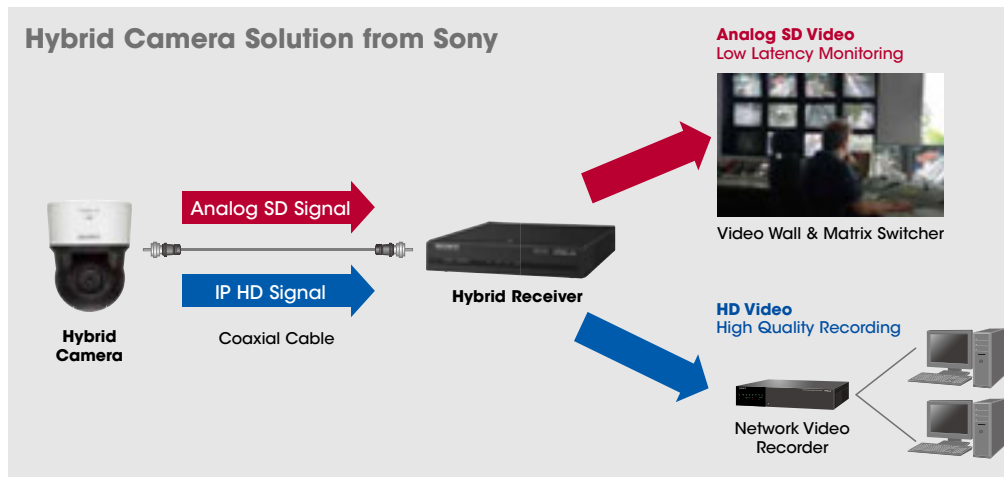 Hybrid Camera Solution from Sony
Analog SD Video
Low Latency Monitoring
Analog SD Signal
IP HD Signal
Hybrid
Camera
Coaxial Cable
Hybrid Receiver
Video Wall & Matrix Switcher
HD Video
High Quality Recording
Network Video
Recorder